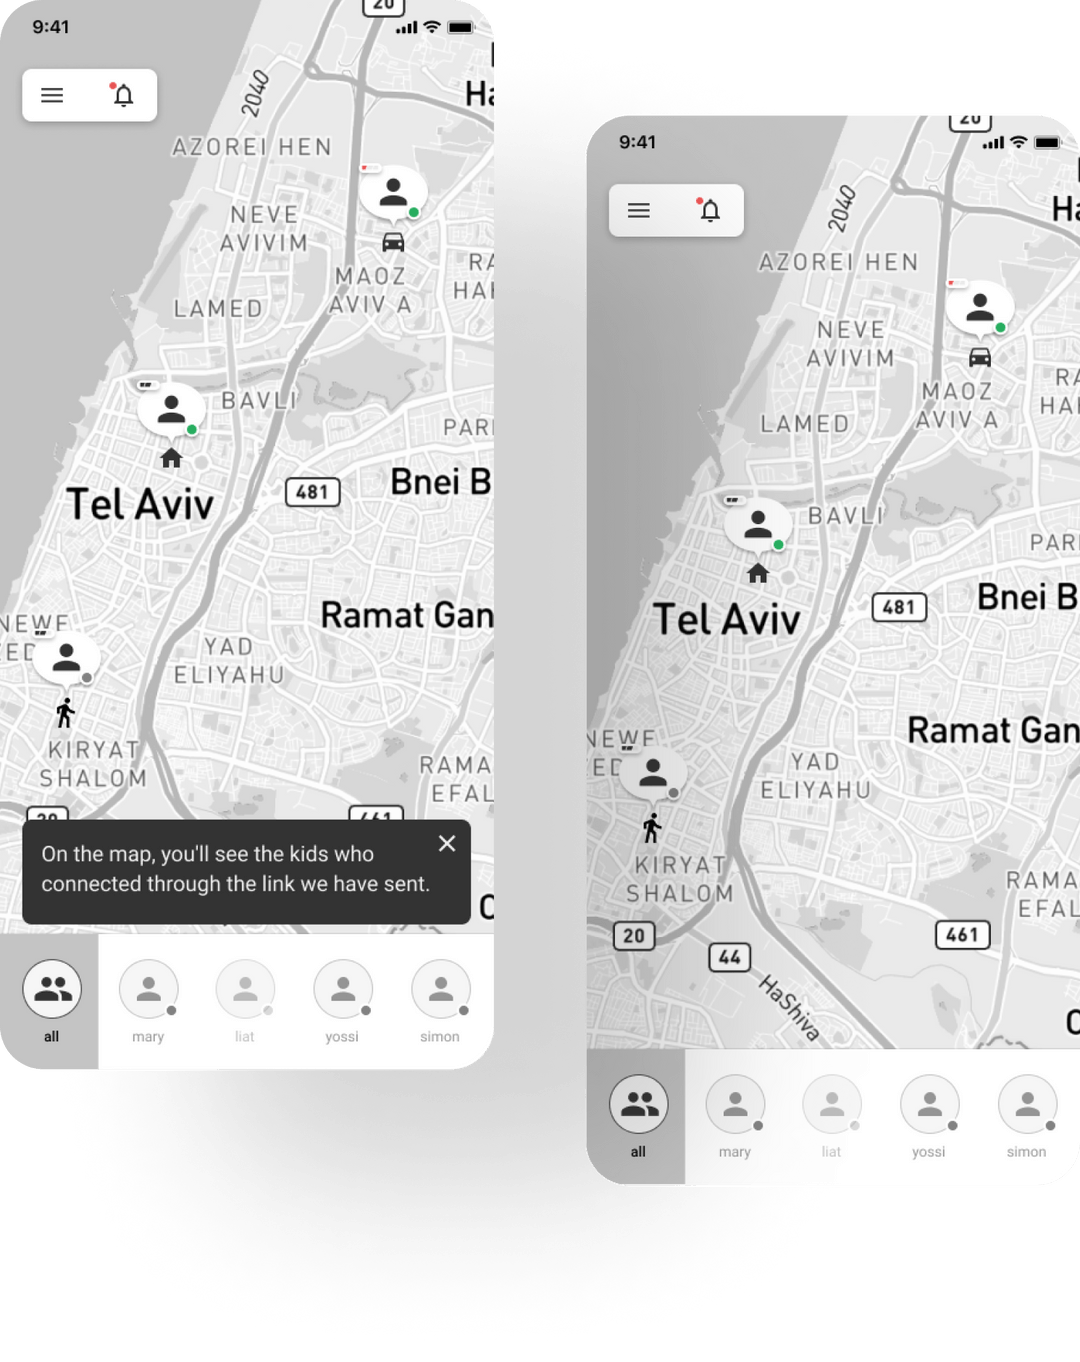 20
9:41
Ha
2040
AZOREI HEN
NEVE
AVIVIM
RA
MAOZ
HA
LAMED
AVIV A
BAVLI
PAR
481
Bnei B
Tel Aviv
Ramat Gan
NEWE
ED
YAD
ELIYAHU
KIRYAT
SHALOM
RAMA
EFAL
20
461
On the map, you'll see the kids who
connected through the link we have sent.
C
all
mary
liat
yossi
simon
20
9:41
Ha
2040
AZOREI HEN
NEVE
AVIVIM
RA
MAOZ
HA
LAMED
AVIV A
BAVLI
PAR
481
Bnei B
Tel Aviv
Ramat Gan
NEWE
ED
YAD
ELIYAHU
KIRYAT
SHALOM
RAMA
EFAL
20
461
44
HaShiva
C
all
mary
liat
yossi
simon